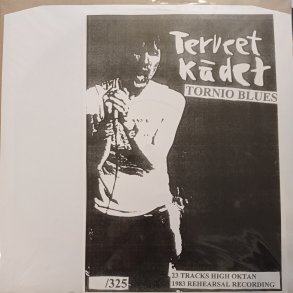 Terveet
Kädet
TORNIO BLUES
23 TRACKS HIGH OKTAN
1983 REHEARSAL RECORDING
/325